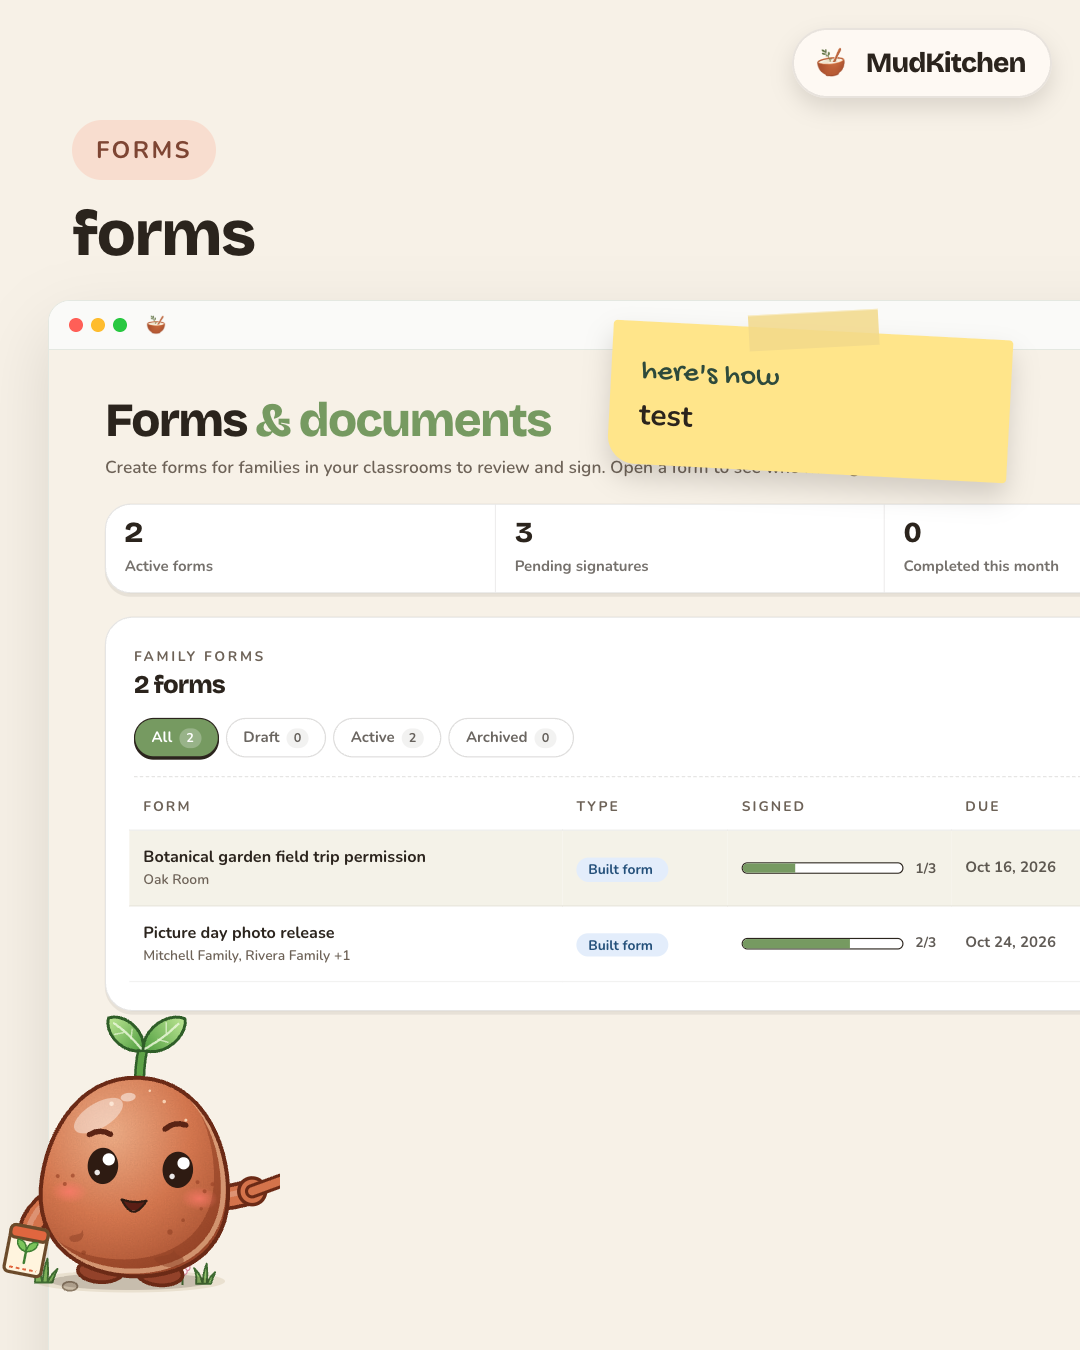 MudKitchen
FORMS
forms
here's how
test
Forms & documents
Create forms for families in your classrooms to review and sign. Open a form to see who
2
Active forms
3
Pending signatures
0
Completed this month
FAMILY FORMS
2 forms
All 2 Draft 0 Active 2 Archived 0
FORM TYPE SIGNED DUE
Botanical garden field trip permission
Oak Room
Built form 1/3 Oct 16, 2026
Picture day photo release
Mitchell Family, Rivera Family +1
Built form 2/3 Oct 24, 2026